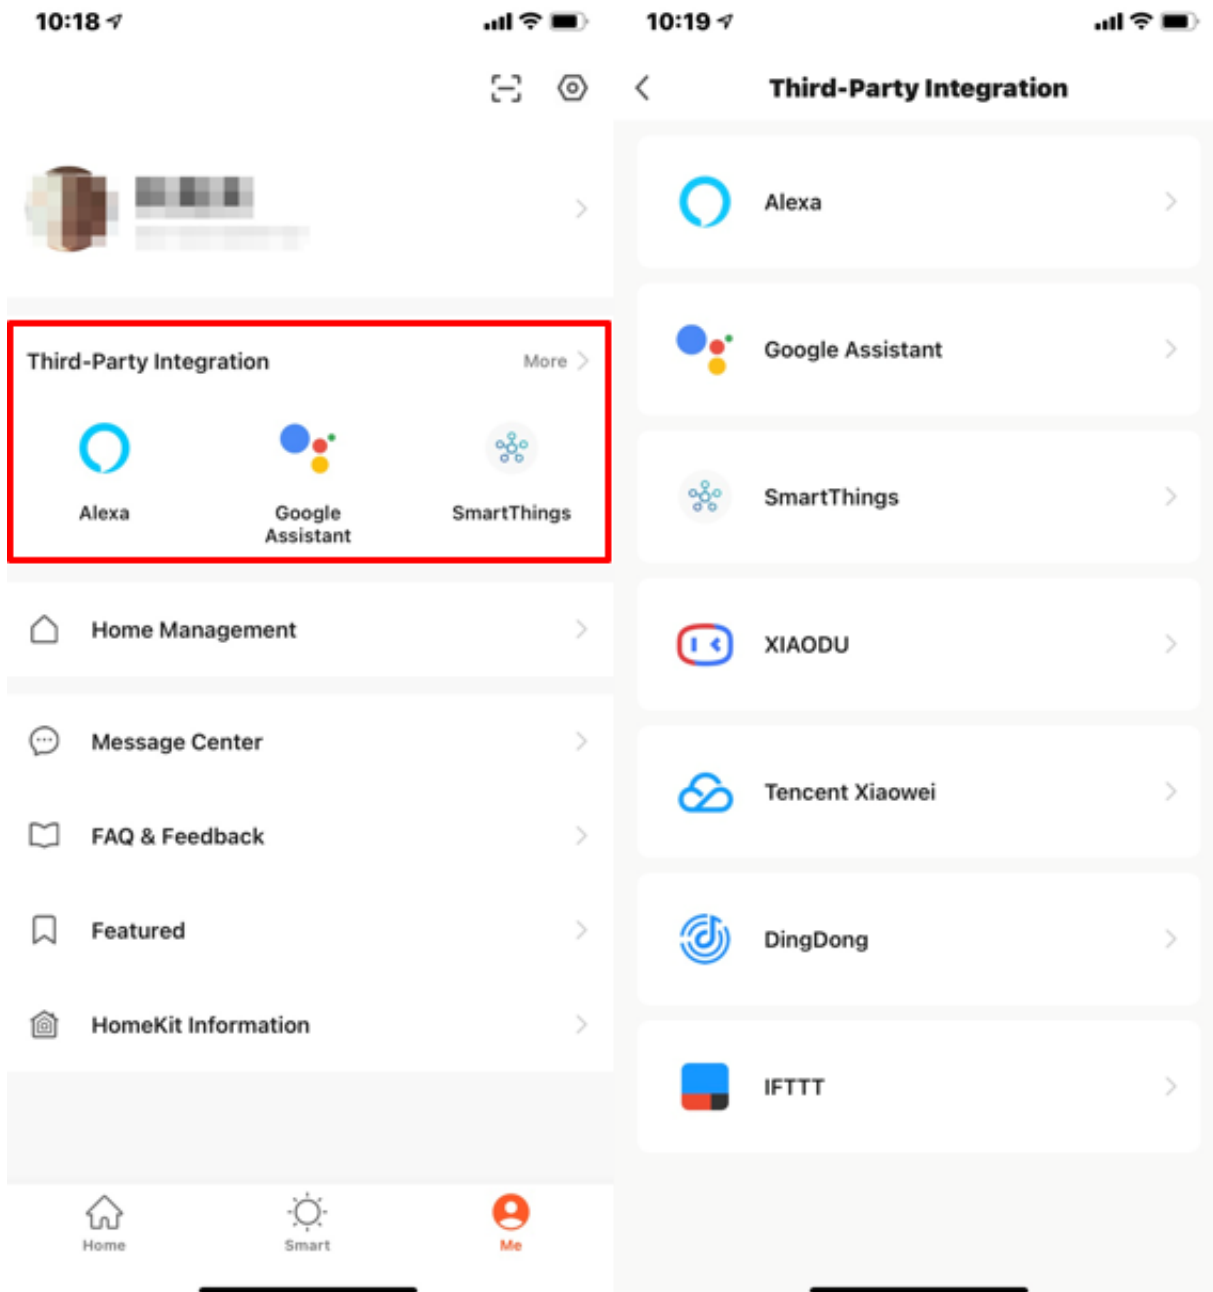 10:18
Third-Party Integration
More
Alexa
Google
Assistant
SmartThings
Home Management
Message Center
FAQ & Feedback
Featured
HomeKit Information
Home
Smart
Me
10:19
Third-Party Integration
Alexa
Google Assistant
SmartThings
XIAODU
Tencent Xiaowei
DingDong
IFTTT